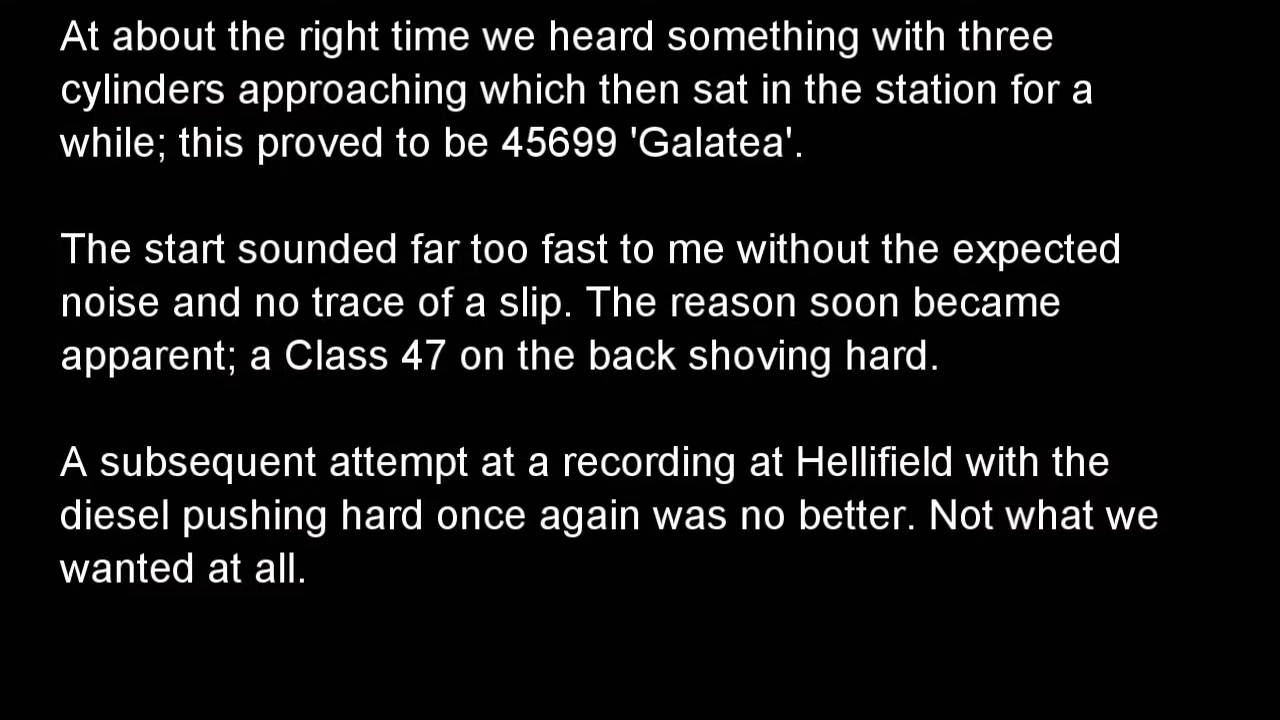 At about the right time we heard something with three
cylinders approaching which then sat in the station for a
while; this proved to be 45699 'Galatea'.
The start sounded far too fast to me without the expected
noise and no trace of a slip. The reason soon became
apparent; a Class 47 on the back shoving hard.
A subsequent attempt at a recording at Hellifield with the
diesel pushing hard once again was no better. Not what we
wanted at all.